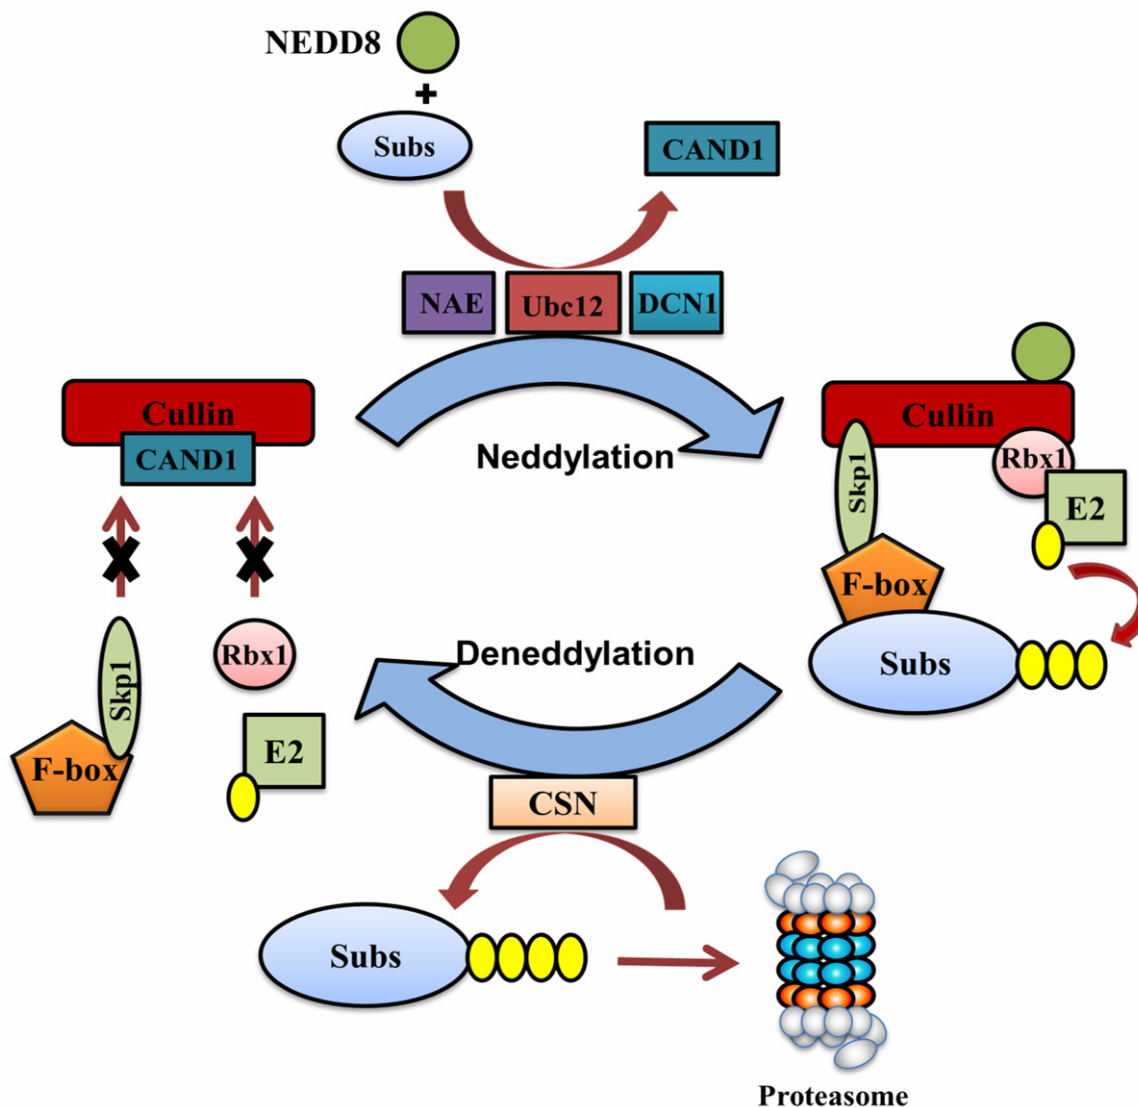 NEDD8
Subs
CAND1
NAE
Ubc12
DCN1
Cullin
CAND1
Neddylation
Cullin
Skp1
Rbx1
E2
F-box
Subs
Skp1
Rbx1
F-box
E2
Deneddylation
CSN
Subs
Proteasome